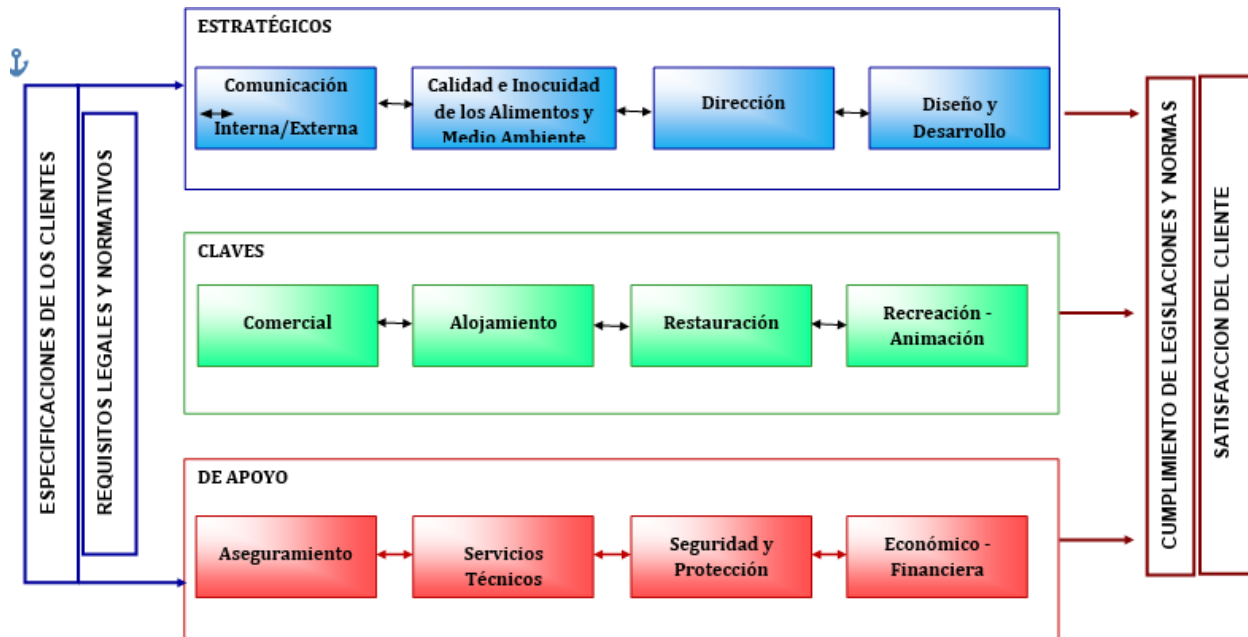 ESTRATÉGICOS
Comunicación
Interna/Externa
Calidad e Inocuidad
de los Alimentos y
Medio Ambiente
Dirección
Diseño y
Desarrollo
ESPECIFICACIONES DE LOS CLIENTES
REQUISITOS LEGALES Y NORMATIVOS
CLAVES
Comercial
Alojamiento
Restauración
Recreación -
Animación
CUMPLIMIENTO DE LEGISLACIONES Y NORMAS
SATISFACCION DEL CLIENTE
DE APOYO
Aseguramiento
Servicios
Técnicos
Seguridad y
Protección
Económico -
Financiera